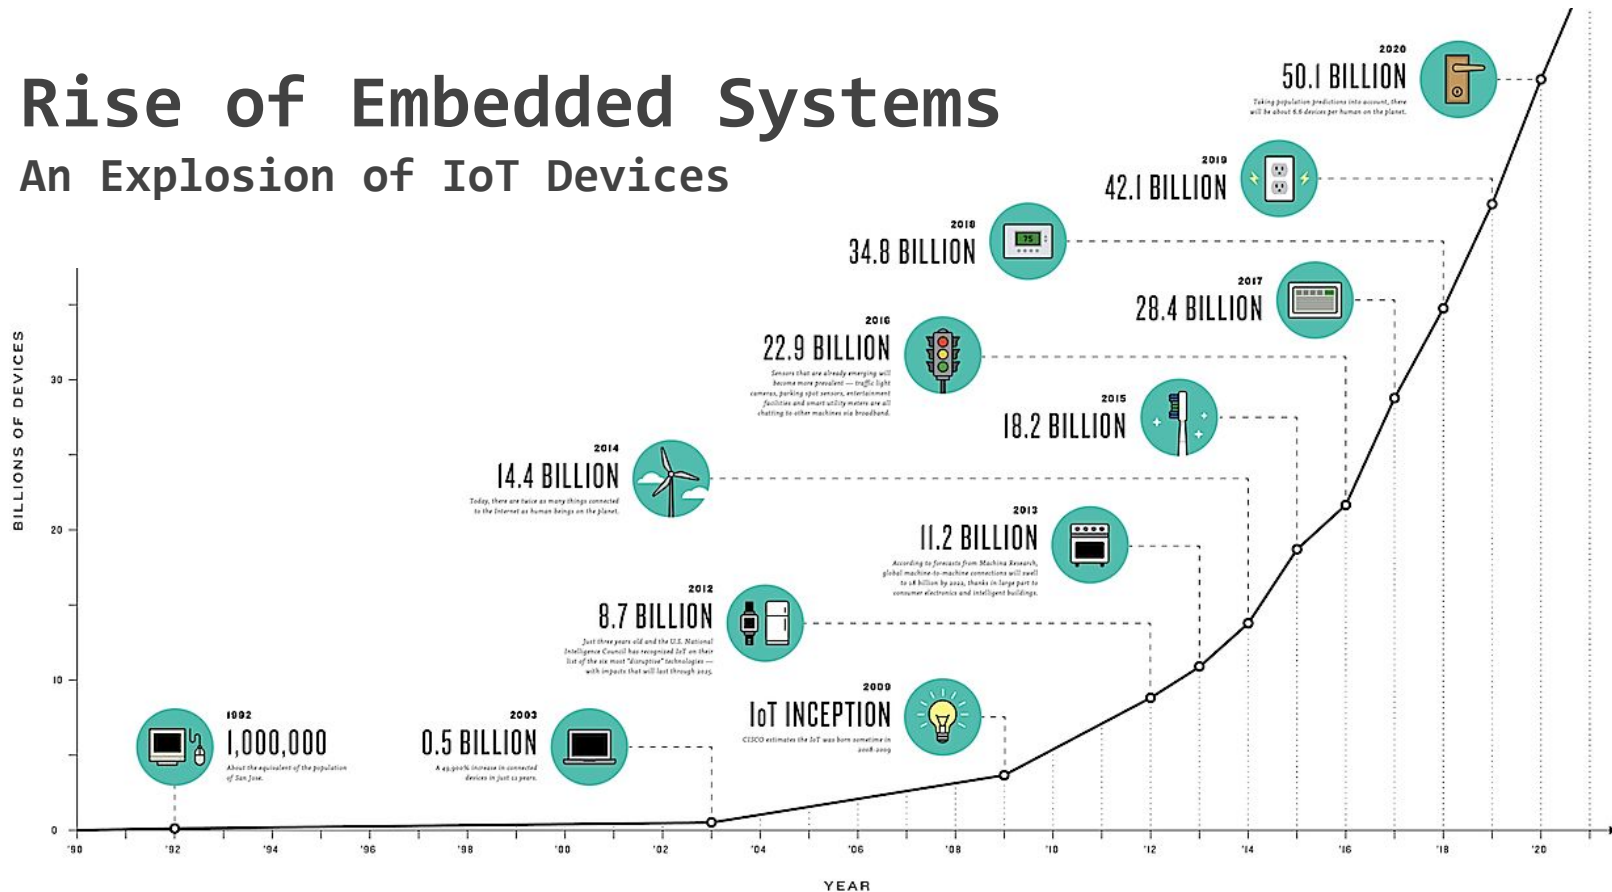 Rise of Embedded Systems
An Explosion of IoT Devices
2020
50.1 BILLION
Taking population predictions into account, there
will be about 6.6 devices per human on the planet.
2019
42.1 BILLION
2018
34.8 BILLION
75
2017
28.4 BILLION
2016
22.9 BILLION
Sensors that are already emerging will
become more prevalent — traffic light
cameras, parking spot sensors, entertainment
facilities and smart utility meters are all
chatting to other machines via broadband.
2015
18.2 BILLION
2014
14.4 BILLION
Today, there are twice as many things connected
to the Internet as human beings on the planet.
2013
11.2 BILLION
According to forecasts from Machina Research,
global machine-to-machine connections will swell
to 18 billion by 2022, thanks in large part to
consumer electronics and intelligent buildings.
2012
8.7 BILLION
Just three years old and the U.S. National
Intelligence Council has recognized IoT on their
list of the six most "disruptive" technologies —
with impacts that will last through 2025.
2009
IoT INCEPTION
CISCO estimates the IoT was born sometime in
2008-2009
2003
0.5 BILLION
A 49,900% increase in connected
devices in just 11 years.
1992
1,000,000
About the equivalent of the population
of San Jose.
BILLIONS OF DEVICES
30
20
10
0
'90 '92 '94 '96 '98 '00 '02 '04 '06 '08 '10 '12 '14 '16 '18 '20
YEAR